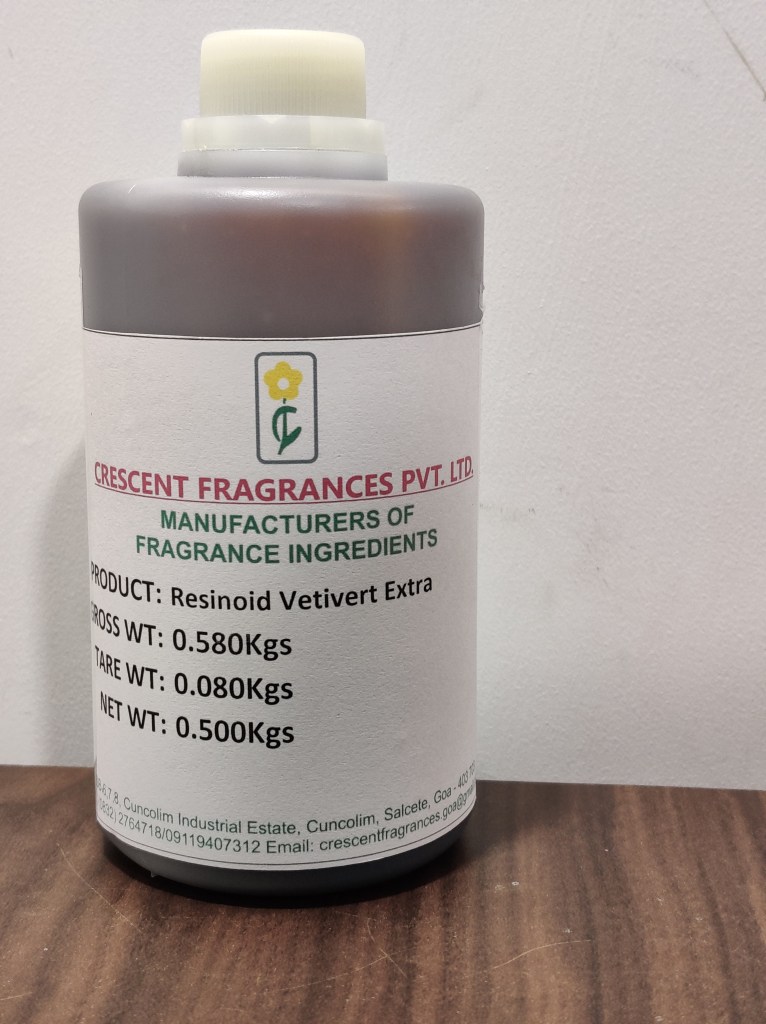 CRESCENT FRAGRANCES PVT. LTD.
MANUFACTURERS OF
FRAGRANCE INGREDIENTS
PRODUCT: Resinoid Vetivert Extra
GROSS WT: 0.580Kgs
TARE WT: 0.080Kgs
NET WT: 0.500Kgs
6,7,8, Cuncolim Industrial Estate, Cuncolim, Salcete, Goa - 403
(0832) 2764718/09119407312 Email: crescentfragrances.goa@